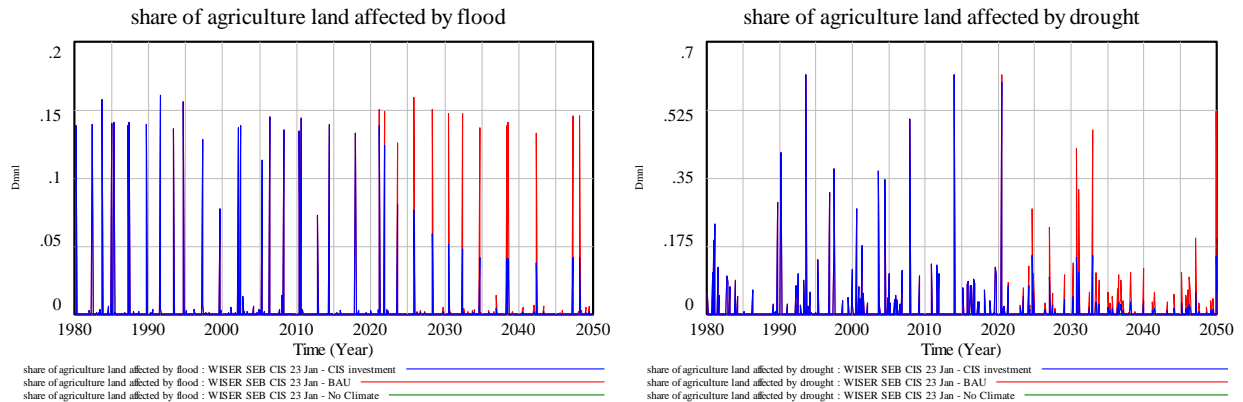 share of agriculture land affected by flood
.2
.15
.1
.05
0
Dmnl
1980 1990 2000 2010 2020 2030 2040 2050
Time (Year)
share of agriculture land affected by flood : WISER SEB CIS 23 Jan - CIS investment
share of agriculture land affected by flood : WISER SEB CIS 23 Jan - BAU
share of agriculture land affected by flood : WISER SEB CIS 23 Jan - No Climate
share of agriculture land affected by drought
.7
.525
.35
.175
0
Dmnl
1980 1990 2000 2010 2020 2030 2040 2050
Time (Year)
share of agriculture land affected by drought : WISER SEB CIS 23 Jan - CIS investment
share of agriculture land affected by drought : WISER SEB CIS 23 Jan - BAU
share of agriculture land affected by drought : WISER SEB CIS 23 Jan - No Climate